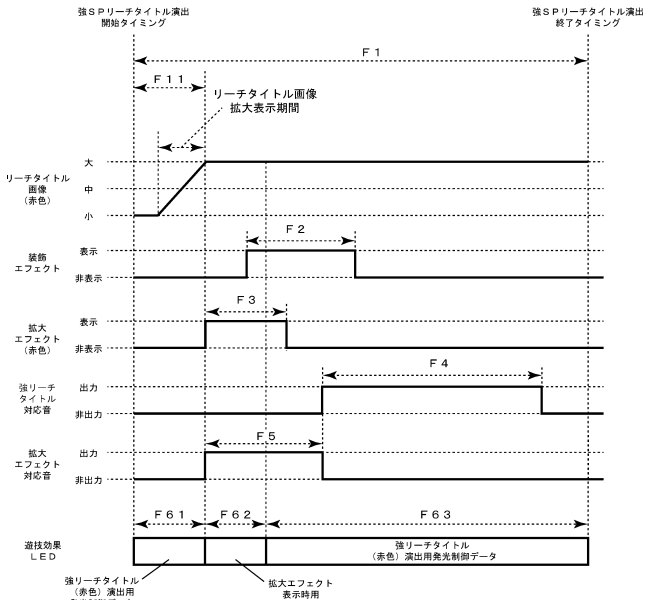 強ＳＰリーチタイトル演出
開始タイミング
強ＳＰリーチタイトル演出
終了タイミング
Ｆ１
Ｆ１１
リーチタイトル画像
拡大表示期間
リーチタイトル
画像
（赤色）
大
中
小
Ｆ２
装飾
エフェクト
表示
非表示
Ｆ３
拡大
エフェクト
（赤色）
表示
非表示
Ｆ４
強リーチ
タイトル
対応音
出力
非出力
Ｆ５
拡大
エフェクト
対応音
出力
非出力
Ｆ６１
Ｆ６２
Ｆ６３
遊技効果
ＬＥＤ
強リーチタイトル
（赤色）演出用発光制御データ
強リーチタイトル
（赤色）演出用
拡大エフェクト
表示時用